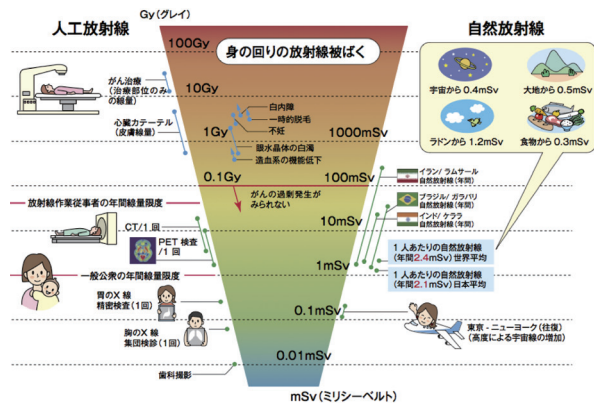 Gy(グレイ)
人工放射線
自然放射線
身の回りの放射線被ばく
100Gy
10Gy
1Gy
0.1Gy
1000mSv
100mSv
10mSv
1mSv
0.1mSv
0.01mSv
mSv(ミリシーベルト)
がん治療
(治療部位のみ
の線量)
心臓カテーテル
(皮膚線量)
白内障
一時的脱毛
不妊
眼水晶体の白濁
造血系の機能低下
がんの過剰発生が
みられない
放射線作業従事者の年間線量限度
CT/1 回
PET 検査
/1 回
一般公衆の年間線量限度
胃のX 線
精密検査(1回)
胸のX 線
集団検診(1回)
歯科撮影
宇宙から 0.4mSv
大地から 0.5mSv
ラドンから 1.2mSv
食物から 0.3mSv
イラン/ ラムサール
自然放射線(年間)
ブラジル/ ガラパリ
自然放射線(年間)
インド/ ケララ
自然放射線(年間)
1 人あたりの自然放射線
(年間2.4mSv)世界平均
1 人あたりの自然放射線
(年間2.1mSv)日本平均
東京 - ニューヨーク(往復)
(高度による宇宙線の増加)